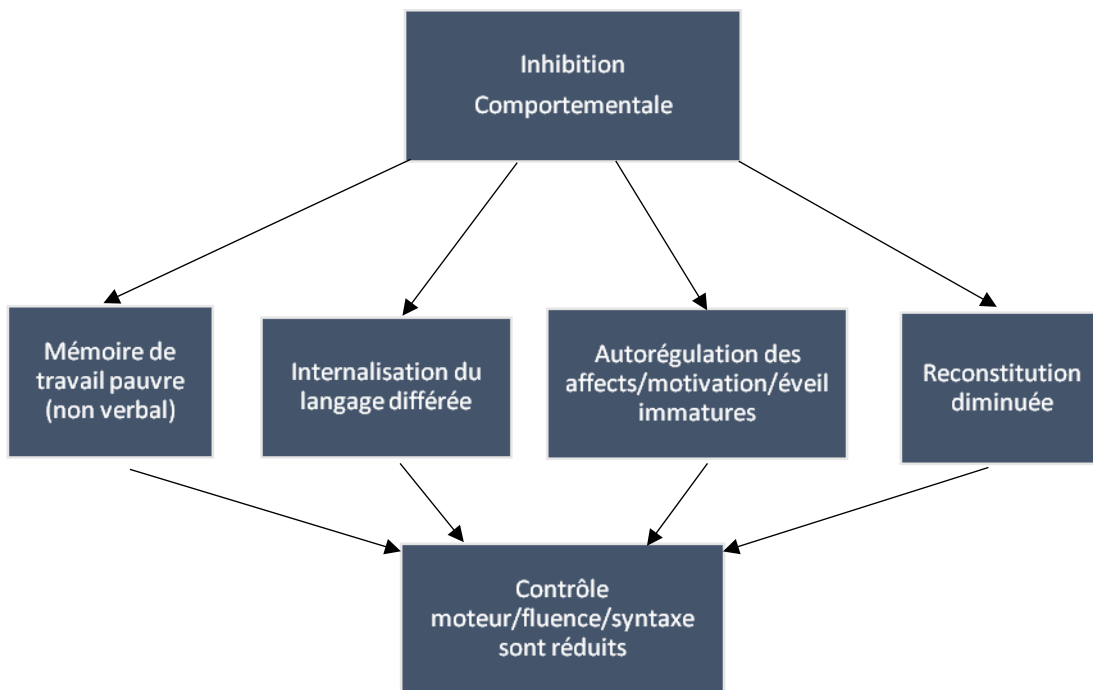 Inhibition
Comportementale
Mémoire de
travail pauvre
(non verbal)
Internalisation du
langage différée
Autorégulation des
affects/motivation/éveil
immatures
Reconstitution
diminuée
Contrôle
moteur/fluence/syntaxe
sont réduits